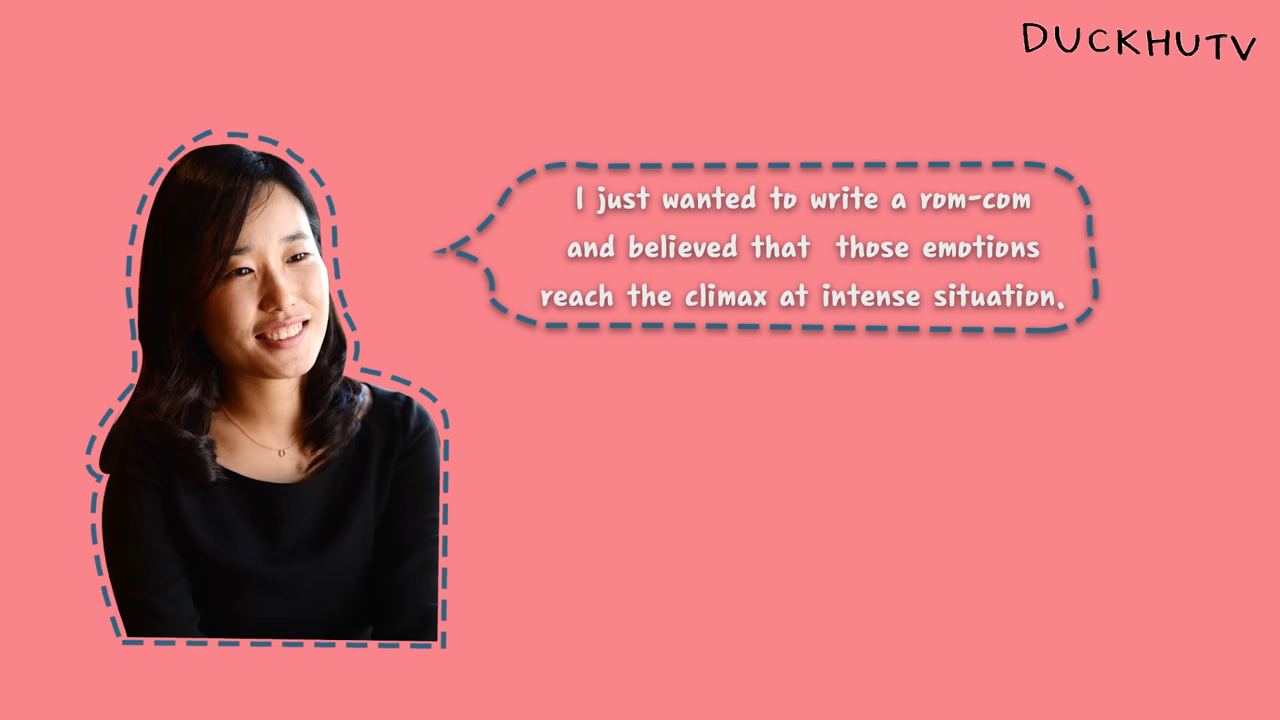 DUCKHUTV
I just wanted to write a rom-com
and believed that those emotions
reach the climax at intense situation.